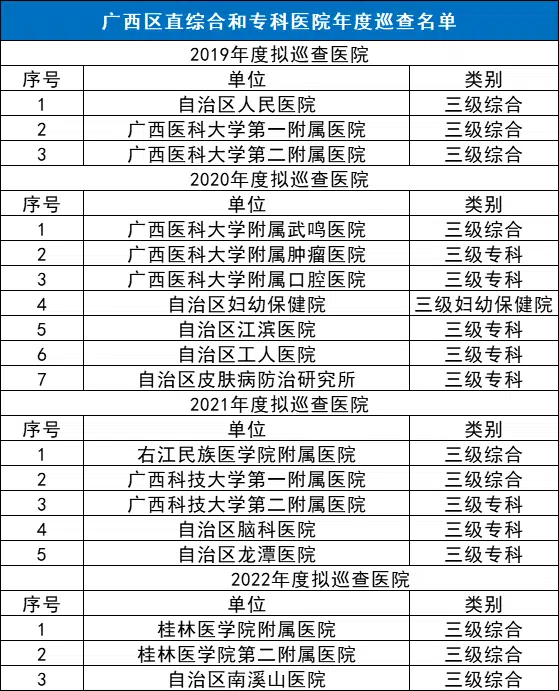 广西区直综合和专科医院年度巡查名单
2019年度拟巡查医院
序号 单位 类别
1 自治区人民医院 三级综合
2 广西医科大学第一附属医院 三级综合
3 广西医科大学第二附属医院 三级综合
2020年度拟巡查医院
序号 单位 类别
1 广西医科大学附属武鸣医院 三级综合
2 广西医科大学附属肿瘤医院 三级专科
3 广西医科大学附属口腔医院 三级专科
4 自治区妇幼保健院 三级妇幼保健院
5 自治区江滨医院 三级专科
6 自治区工人医院 三级专科
7 自治区皮肤病防治研究所 三级专科
2021年度拟巡查医院
序号 单位 类别
1 右江民族医学院附属医院 三级综合
2 广西科技大学第一附属医院 三级综合
3 广西科技大学第二附属医院 三级专科
4 自治区脑科医院 三级专科
5 自治区龙潭医院 三级专科
2022年度拟巡查医院
序号 单位 类别
1 桂林医学院附属医院 三级综合
2 桂林医学院第二附属医院 三级综合
3 自治区南溪山医院 三级综合